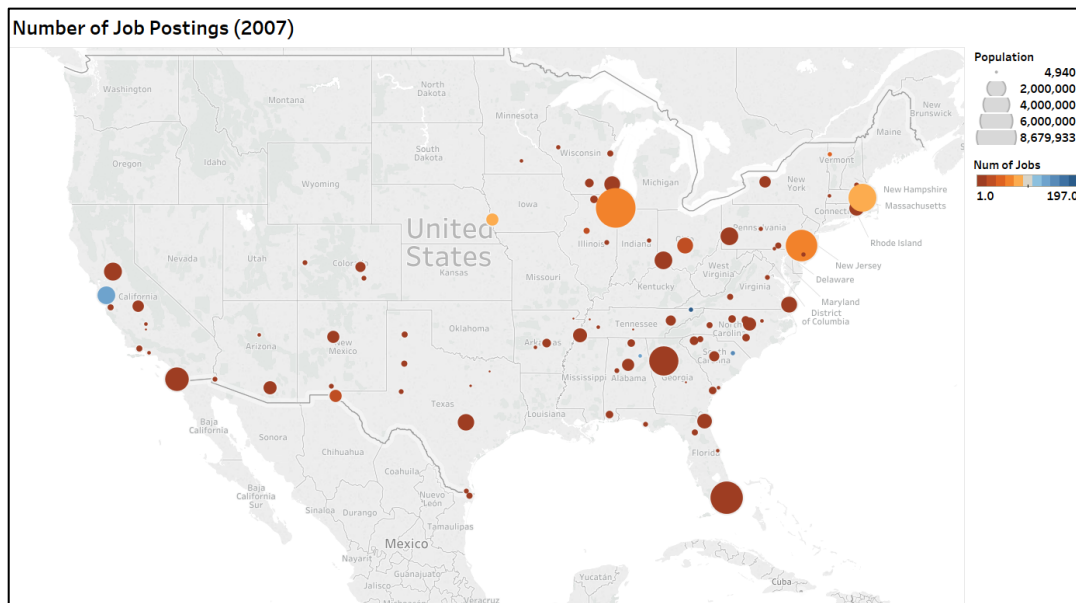 Number of Job Postings (2007)
Population
4,940
2,000,000
4,000,000
6,000,000
8,679,933
Num of Jobs
1.0
197.0
Washington
Montana
North
Dakota
Minnesota
Wisconsin
Michigan
Vermont
Maine
New
Brunswick
Oregon
Idaho
South
Dakota
New
York
New Hampshire
Massachusetts
Wyoming
Iowa
Connecticut
Rhode Island
Nevada
Utah
Colorado
United
States
Kansas
Illinois
Indiana
Pennsylvania
New Jersey
Delaware
Maryland
District
of Columbia
California
Missouri
Kentucky
West
Virginia
Virginia
Arizona
New
Mexico
Oklahoma
Arkansas
Tennessee
North
Carolina
South
Carolina
Mississippi
Alabama
Georgia
Texas
Louisiana
Florida
Baja
California
Sonora
Chihuahua
Coahuila
Baja
California
Sur
Sinaloa
Durango
Nuevo
León
Tamaulipas
Mexico
Nayarit
Guanajuato
Jalisco
Michoacán
Veracruz
Yucatán
Cuba